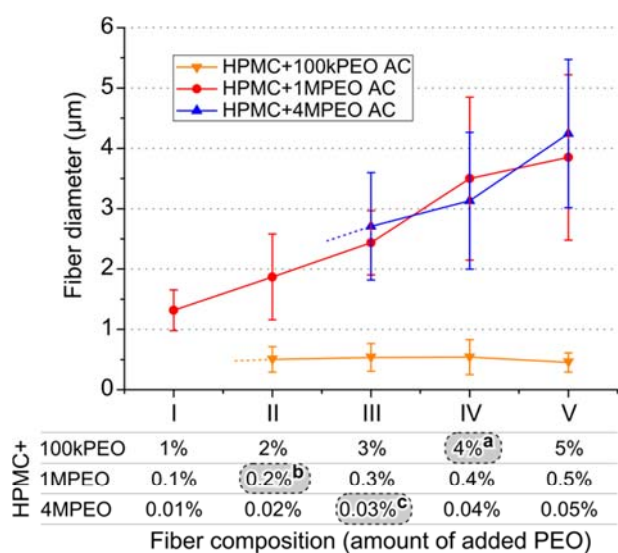 6
5
4
3
2
1
0
Fiber diameter (μm)
HPMC+100kPEO AC
HPMC+1MPEO AC
HPMC+4MPEO AC
I II III IV V
HPMC+
100kPEO 1% 2% 3% 4% a 5%
1MPEO 0.1% 0.2% b 0.3% 0.4% 0.5%
4MPEO 0.01% 0.02% 0.03% c 0.04% 0.05%
Fiber composition (amount of added PEO)